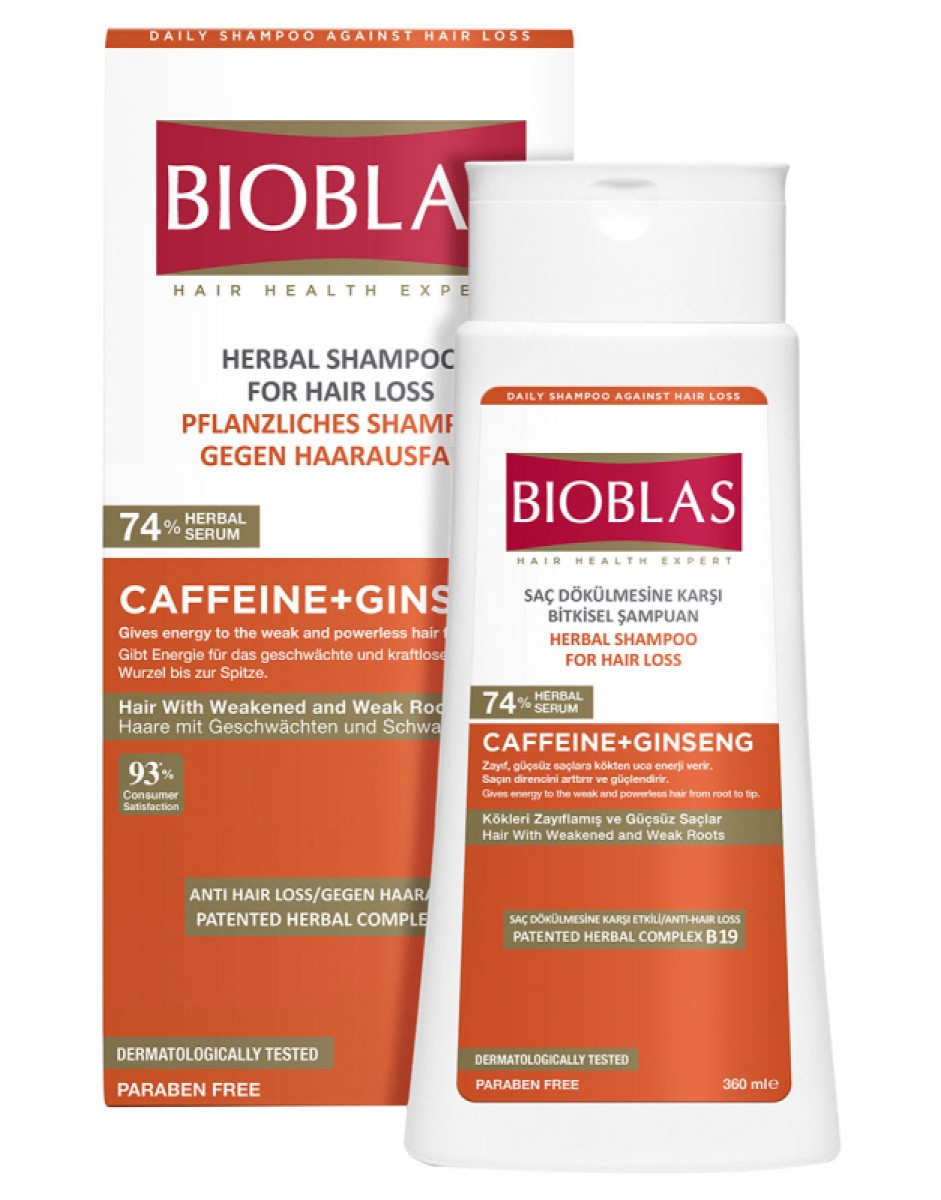 DAILY SHAMPOO AGAINST HAIR LOSS
BIOBLA
HAIR HEALTH EXPE
HERBAL SHAMPOO
FOR HAIR LOSS
PFLANZLICHES SHAMP
GEGEN HAARAUSFA
74% HERBAL SERUM
CAFFEINE+GINS
Gives energy to the weak and powerless hair f
Gibt Energie für das geschwächte und kraftlose
Wurzel bis zur Spitze.
Hair With Weakened and Weak Roo
Haare mit Geschwächten und Schwa
93*%
Consumer
Satisfaction
ANTI HAIR LOSS/GEGEN HAARA
PATENTED HERBAL COMPLE
DERMATOLOGICALLY TESTED
PARABEN FREE
DAILY SHAMPOO AGAINST HAIR LOSS
BIOBLAS
HAIR HEALTH EXPERT
SAÇ DÖKÜLMESİNE KARŞI
BİTKİSEL ŞAMPUAN
HERBAL SHAMPOO
FOR HAIR LOSS
74% HERBAL SERUM
CAFFEINE+GINSENG
Zayıf, güçsüz saçlara kökten uca enerji verir.
Saçın direncini arttırır ve güçlendirir.
Gives energy to the weak and powerless hair from root to tip.
Kökleri Zayıflamış ve Güçsüz Saçlar
Hair With Weakened and Weak Roots
SAÇ DÖKÜLMESİNE KARŞI ETKİLİ/ANTI-HAIR LOSS
PATENTED HERBAL COMPLEX B19
DERMATOLOGICALLY TESTED
PARABEN FREE
360 ml℮